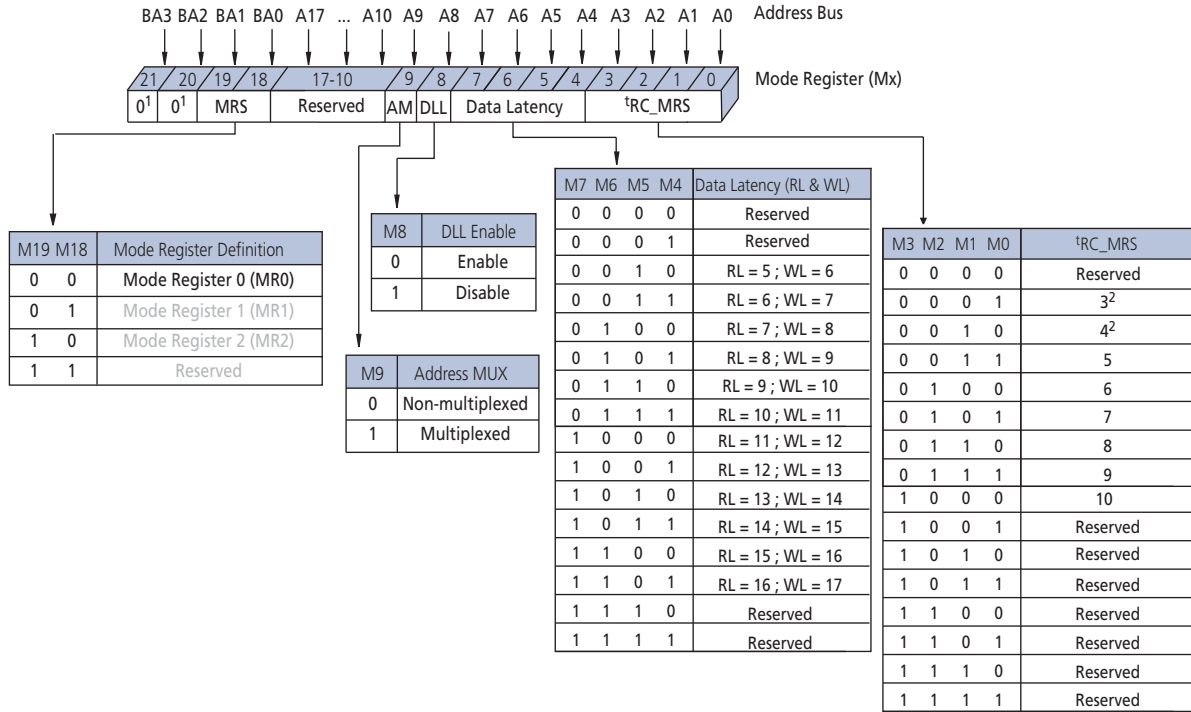 BA3 BA2 BA1 BA0 A17 ... A10 A9 A8 A7 A6 A5 A4 A3 A2 A1 A0 Address Bus
21 20 19 18 17-10 9 8 7 6 5 4 3 2 1 0 Mode Register (Mx)
0¹ 0¹ MRS Reserved AM DLL Data Latency ᵗRC_MRS
M19 M18 Mode Register Definition
0 0 Mode Register 0 (MR0)
0 1 Mode Register 1 (MR1)
1 0 Mode Register 2 (MR2)
1 1 Reserved
M8 DLL Enable
0 Enable
1 Disable
M9 Address MUX
0 Non-multiplexed
1 Multiplexed
M7 M6 M5 M4 Data Latency (RL & WL)
0 0 0 0 Reserved
0 0 0 1 Reserved
0 0 1 0 RL = 5 ; WL = 6
0 0 1 1 RL = 6 ; WL = 7
0 1 0 0 RL = 7 ; WL = 8
0 1 0 1 RL = 8 ; WL = 9
0 1 1 0 RL = 9 ; WL = 10
0 1 1 1 RL = 10 ; WL = 11
1 0 0 0 RL = 11 ; WL = 12
1 0 0 1 RL = 12 ; WL = 13
1 0 1 0 RL = 13 ; WL = 14
1 0 1 1 RL = 14 ; WL = 15
1 1 0 0 RL = 15 ; WL = 16
1 1 0 1 RL = 16 ; WL = 17
1 1 1 0 Reserved
1 1 1 1 Reserved
M3 M2 M1 M0 ᵗRC_MRS
0 0 0 0 Reserved
0 0 0 1 3²
0 0 1 0 4²
0 0 1 1 5
0 1 0 0 6
0 1 0 1 7
0 1 1 0 8
0 1 1 1 9
1 0 0 0 10
1 0 0 1 Reserved
1 0 1 0 Reserved
1 0 1 1 Reserved
1 1 0 0 Reserved
1 1 0 1 Reserved
1 1 1 0 Reserved
1 1 1 1 Reserved